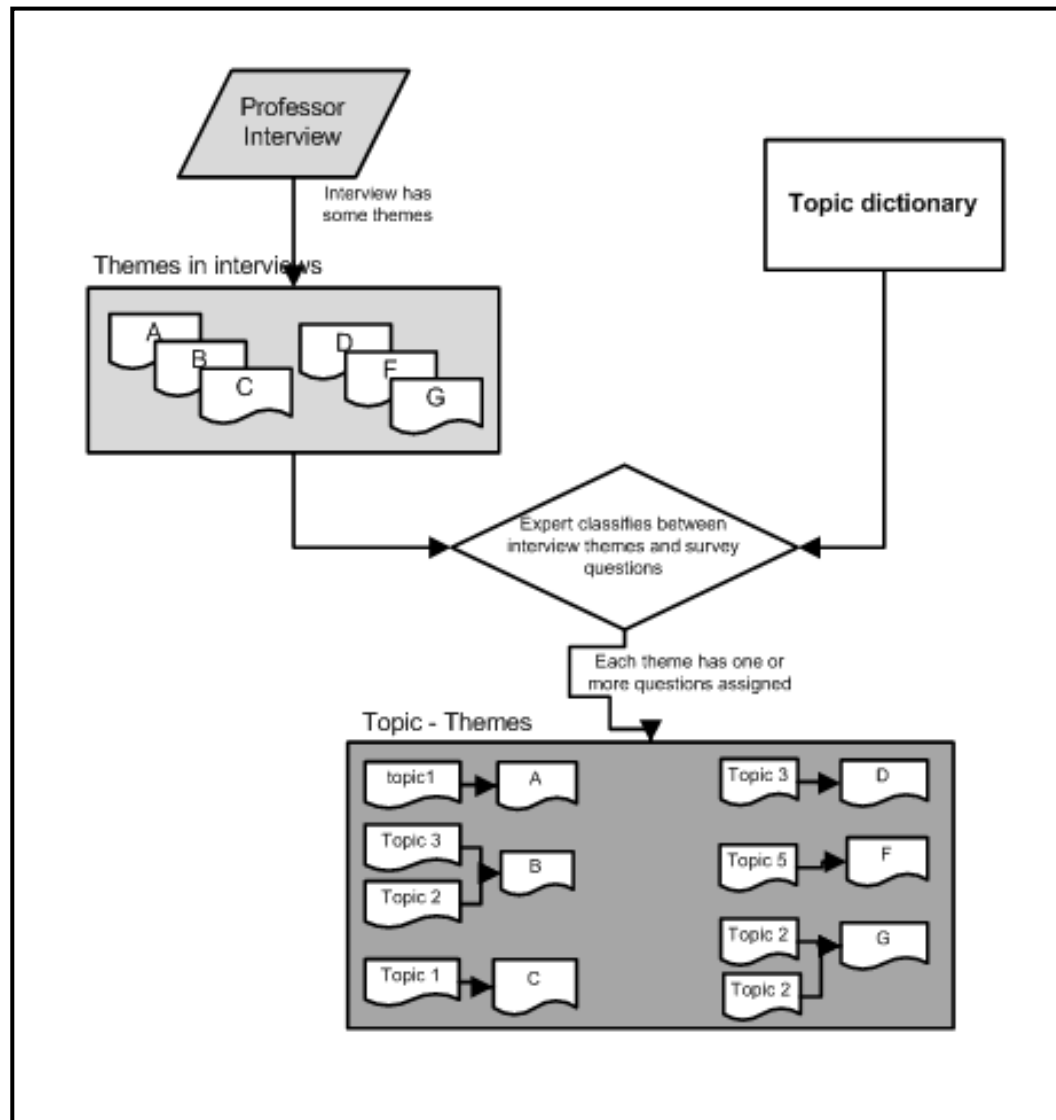 Professor
Interview
Interview has
some themes
Topic dictionary
Themes in interviews
A
B
C
D
F
G
Expert classifies between
interview themes and survey
questions
Each theme has one or
more questions assigned
Topic - Themes
topic1
A
Topic 3
Topic 2
B
Topic 1
C
Topic 3
D
Topic 5
F
Topic 2
Topic 2
G